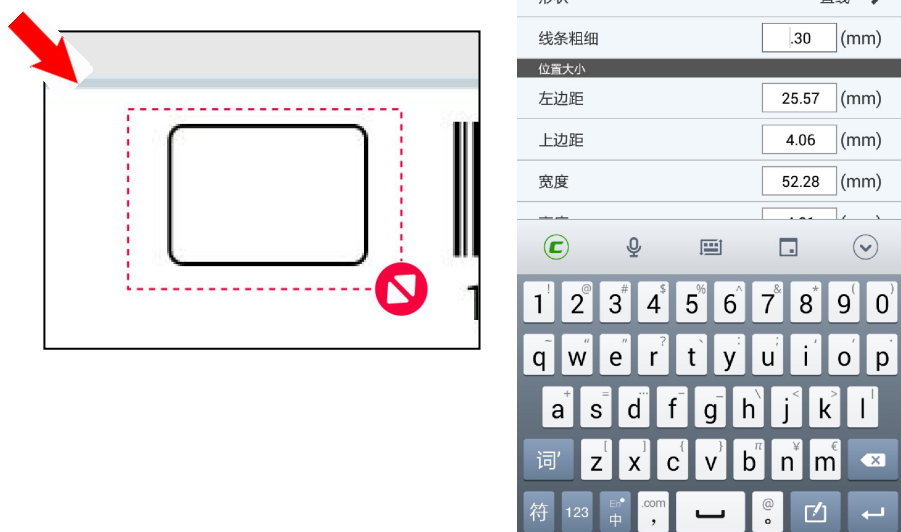 线条粗细 .30 (mm)
位置大小
左边距 25.57 (mm)
上边距 4.06 (mm)
宽度 52.28 (mm)
1 ! 2 @ 3 # 4 $ 5 % 6 ^ 7 & 8 * 9 ( 0 )
q ~ w " e " r ? t ` y : u ; i ' o ' p ·
a + s = d … f - g _ h \ j < k > l |
词' z [ x ] c { v } b π n ¥ m €
符 123 En 中 .com , @ 。